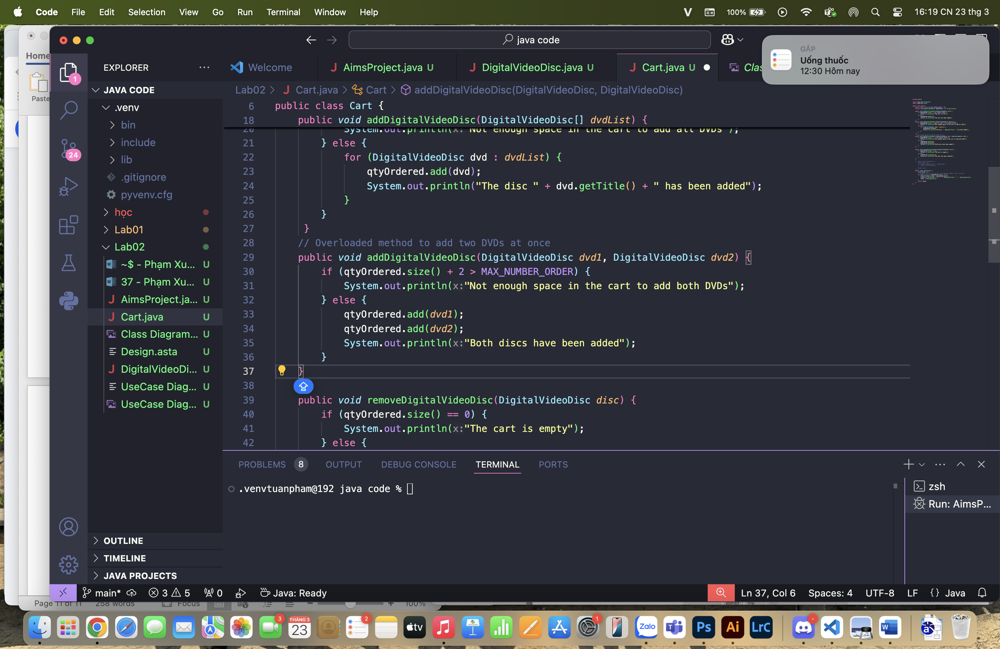 Code File Edit Selection View Go Run Terminal Window Help
100% 16:19 CN 23 thg 3
java code
GẤP
Uống thuốc
12:30 Hôm nay
Home
Paste
1
24
EXPLORER
JAVA CODE
.venv
bin
include
lib
.gitignore
pyvenv.cfg
học
Lab01
Lab02
~$ - Phạm Xu... U
37 - Phạm Xu... U
AimsProject.ja... U
Cart.java U
Class Diagram... U
Design.asta U
DigitalVideoDi... U
UseCase Diag... U
UseCase Diag... U
OUTLINE
TIMELINE
JAVA PROJECTS
Welcome AimsProject.java U DigitalVideoDisc.java U Cart.java U Clas
Lab02 > Cart.java > Cart > addDigitalVideoDisc(DigitalVideoDisc, DigitalVideoDisc)
6 public class Cart {
18 public void addDigitalVideoDisc(DigitalVideoDisc[] dvdList) {
20 System.out.println(x: "Not enough space in the cart to add all DVDs");
21 } else {
22 for (DigitalVideoDisc dvd : dvdList) {
23 qtyOrdered.add(dvd);
24 System.out.println("The disc " + dvd.getTitle() + " has been added");
25 }
26 }
27 }
28 // Overloaded method to add two DVDs at once
29 public void addDigitalVideoDisc(DigitalVideoDisc dvd1, DigitalVideoDisc dvd2) {
30 if (qtyOrdered.size() + 2 > MAX_NUMBER_ORDER) {
31 System.out.println(x:"Not enough space in the cart to add both DVDs");
32 } else {
33 qtyOrdered.add(dvd1);
34 qtyOrdered.add(dvd2);
35 System.out.println(x:"Both discs have been added");
36 }
37 }
38
39 public void removeDigitalVideoDisc(DigitalVideoDisc disc) {
40 if (qtyOrdered.size() == 0) {
41 System.out.println(x:"The cart is empty");
42 } else {
PROBLEMS 8 OUTPUT DEBUG CONSOLE TERMINAL PORTS
.venvtuanpham@192 java code %
zsh
Run: AimsP...
main* 3 5 0 Java: Ready Ln 37, Col 6 Spaces: 4 UTF-8 LF {} Java
Page 11 of 11 258 words Focus 100%
3 THÁNG 3 23 2 tv 1 Zalo Ps Ai LrC W a